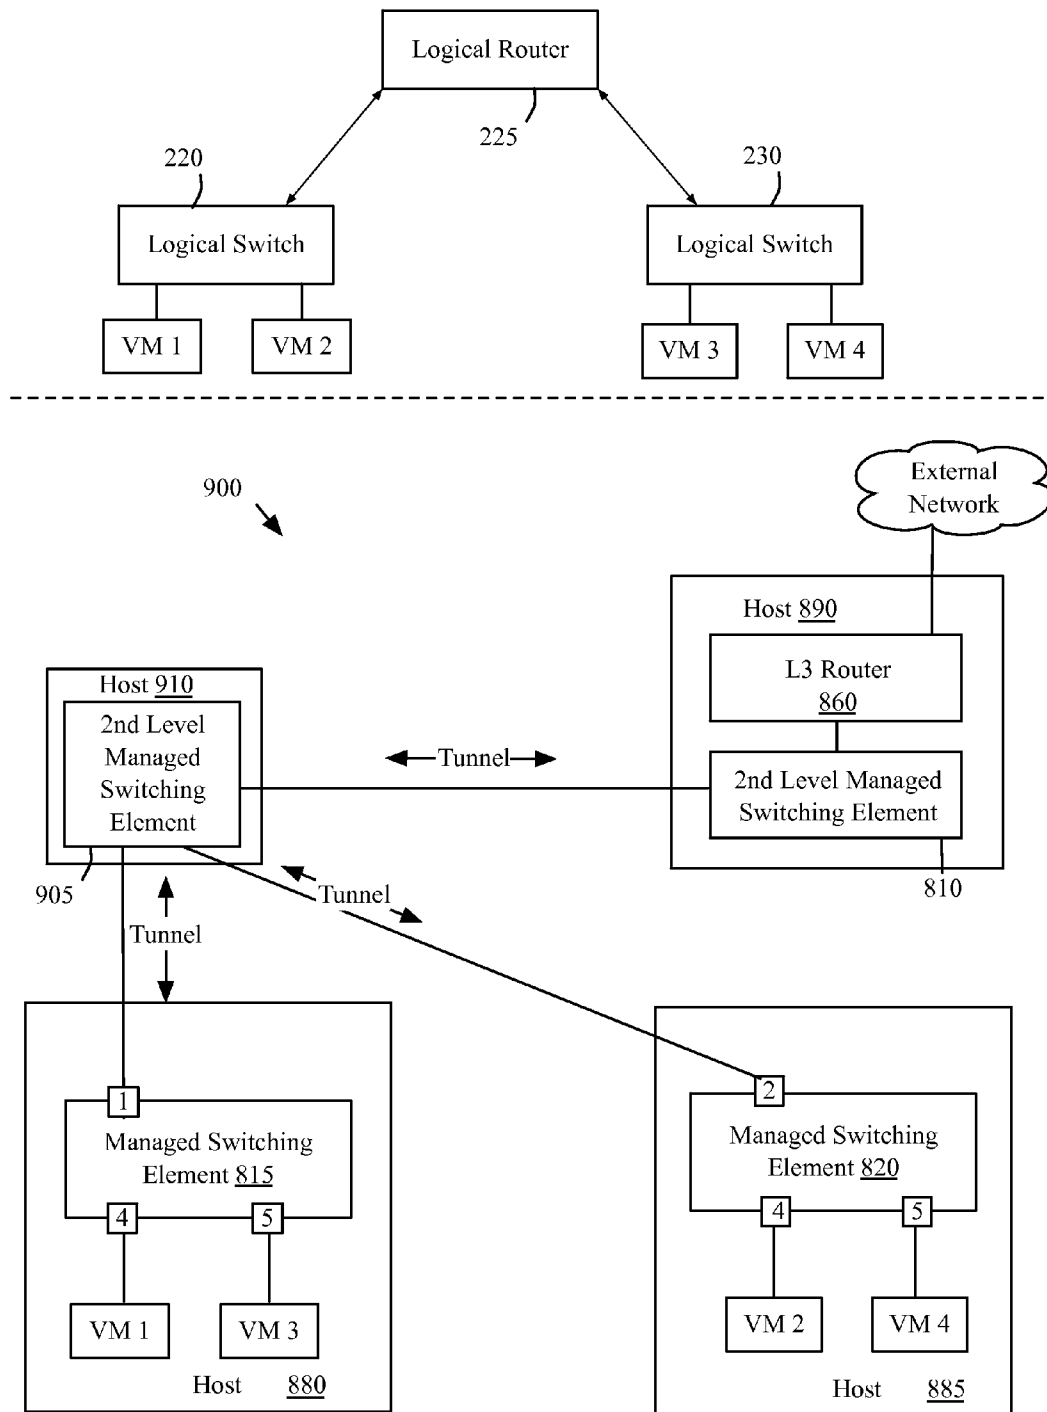 Logical Router
225
220
230
Logical Switch
Logical Switch
VM 1
VM 2
VM 3
VM 4
900
External
Network
Host 890
L3 Router
860
Host 910
2nd Level
Managed
Switching
Element
Tunnel
2nd Level Managed
Switching Element
905
810
Tunnel
Tunnel
1
Managed Switching
Element 815
4
5
VM 1
VM 3
Host 880
2
Managed Switching
Element 820
4
5
VM 2
VM 4
Host 885